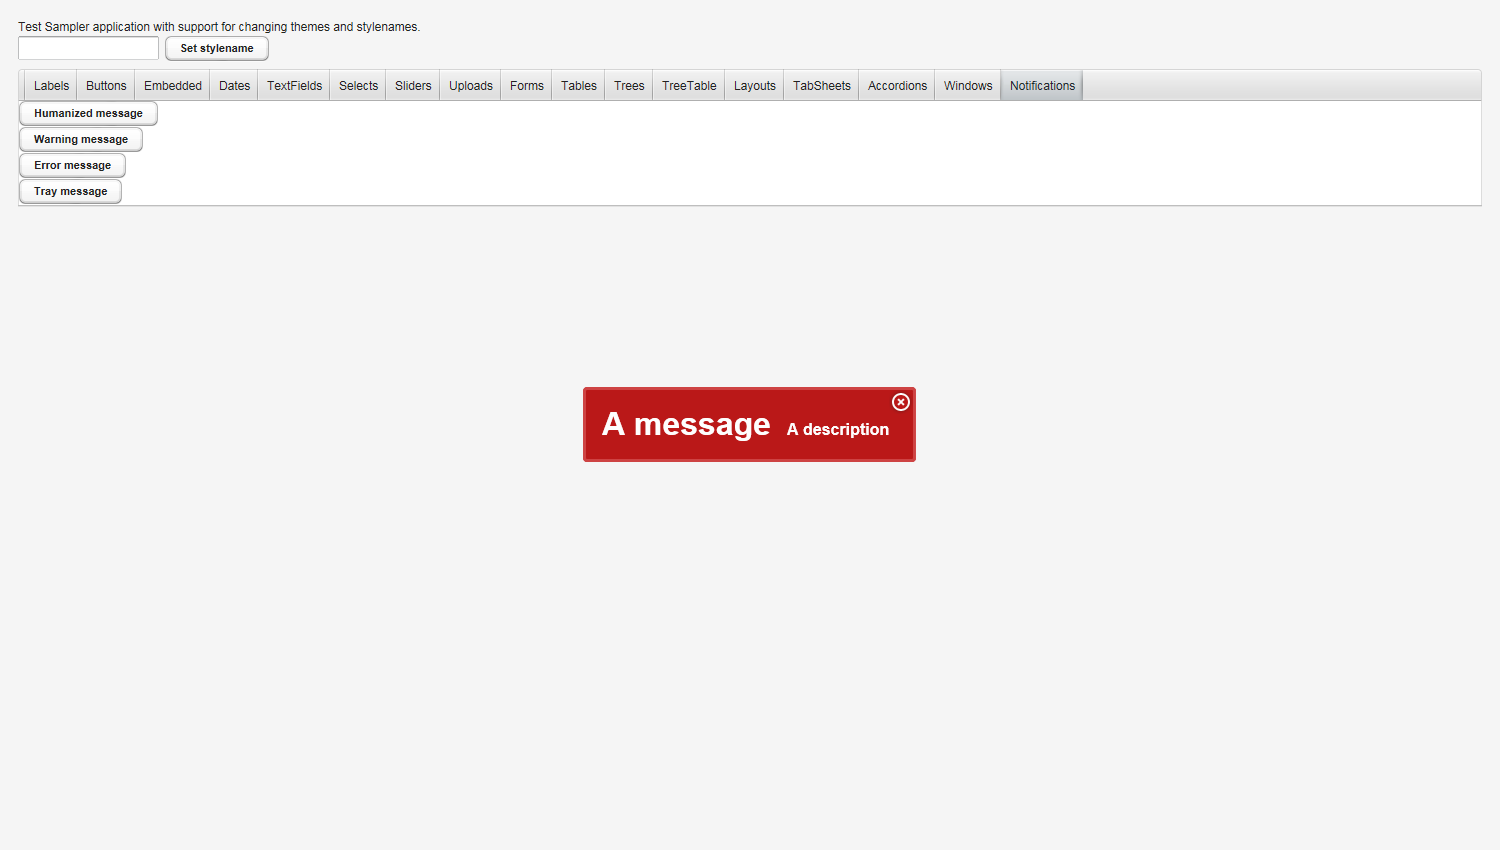 Test Sampler application with support for changing themes and stylenames.
Set stylename
Labels Buttons Embedded Dates TextFields Selects Sliders Uploads Forms Tables Trees TreeTable Layouts TabSheets Accordions Windows Notifications
Humanized message
Warning message
Error message
Tray message
A message A description